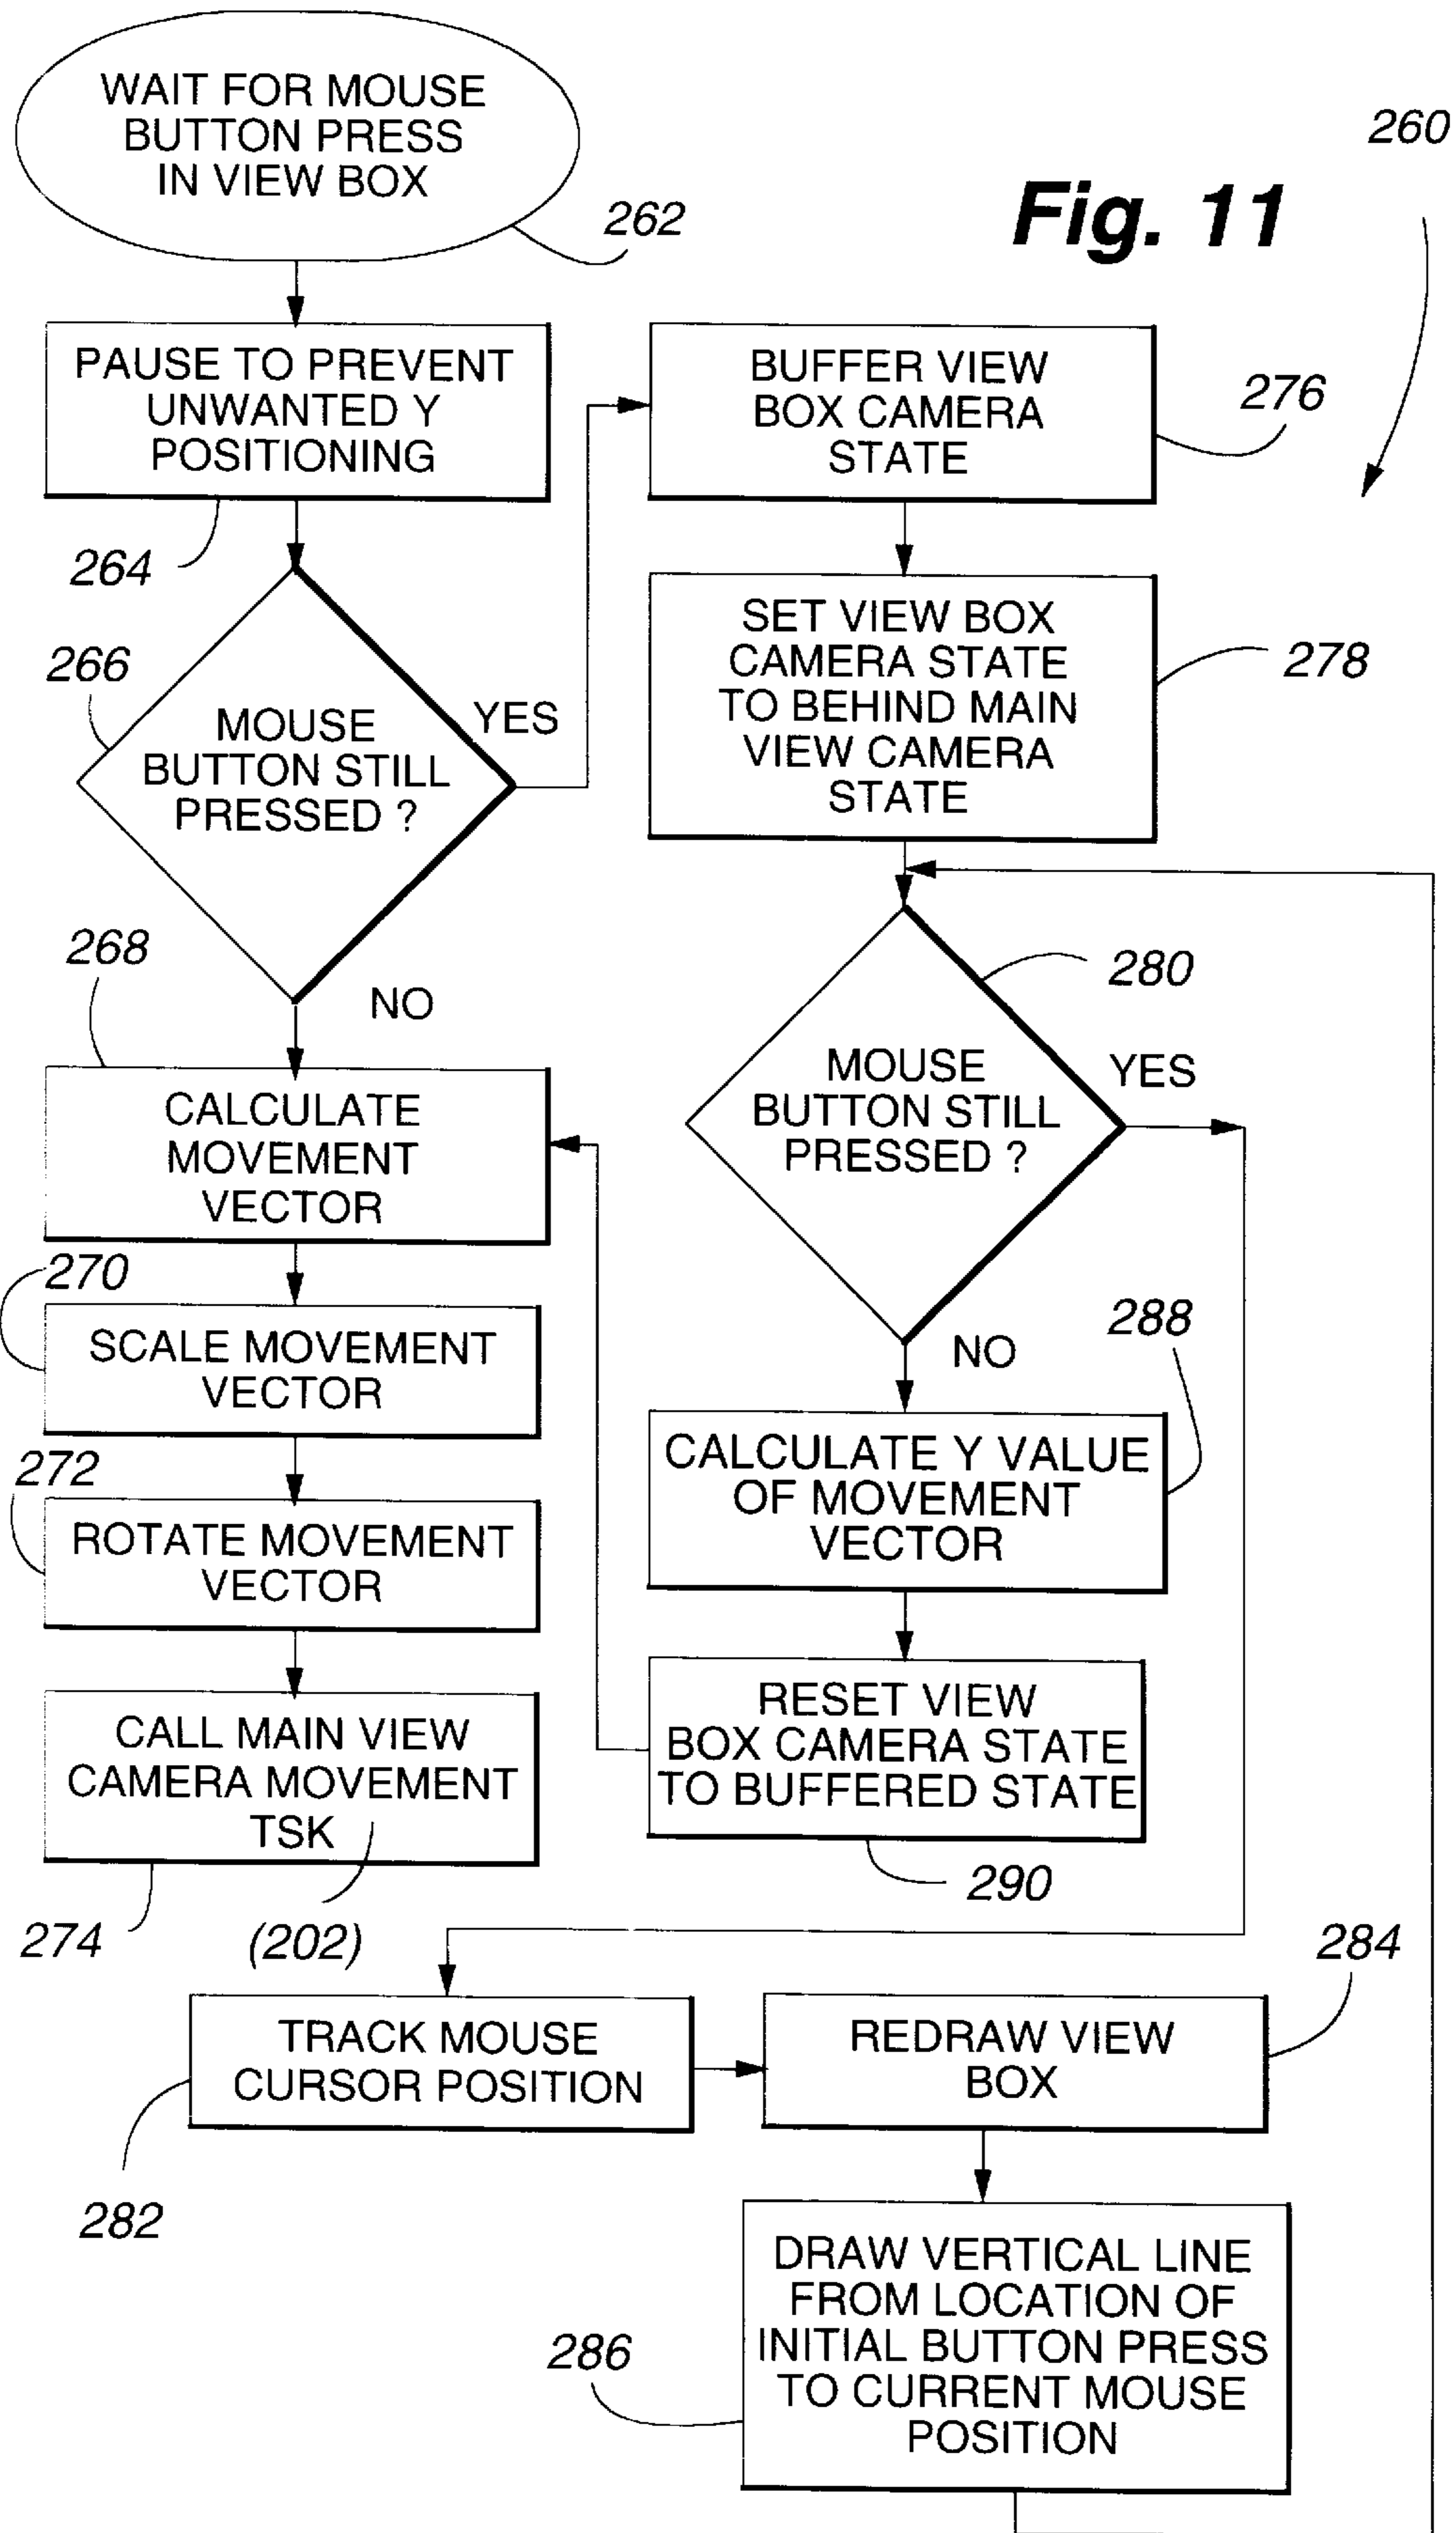 WAIT FOR MOUSE
BUTTON PRESS
IN VIEW BOX
262
Fig. 11
260
PAUSE TO PREVENT
UNWANTED Y
POSITIONING
264
BUFFER VIEW
BOX CAMERA
STATE
276
266
MOUSE
BUTTON STILL
PRESSED ?
YES
NO
SET VIEW BOX
CAMERA STATE
TO BEHIND MAIN
VIEW CAMERA
STATE
278
268
CALCULATE
MOVEMENT
VECTOR
280
MOUSE
BUTTON STILL
PRESSED ?
YES
NO
270
SCALE MOVEMENT
VECTOR
288
CALCULATE Y VALUE
OF MOVEMENT
VECTOR
272
ROTATE MOVEMENT
VECTOR
RESET VIEW
BOX CAMERA STATE
TO BUFFERED STATE
290
CALL MAIN VIEW
CAMERA MOVEMENT
TSK
274
(202)
284
TRACK MOUSE
CURSOR POSITION
282
REDRAW VIEW
BOX
DRAW VERTICAL LINE
FROM LOCATION OF
INITIAL BUTTON PRESS
TO CURRENT MOUSE
POSITION
286